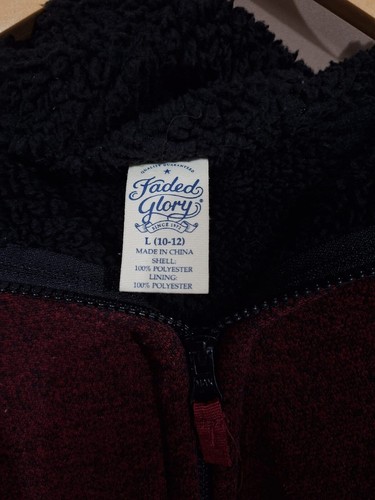 QUALITY GUARANTEED
Faded
Glory®
SINCE 1972
L (10-12)
MADE IN CHINA
SHELL:
100% POLYESTER
LINING:
100% POLYESTER